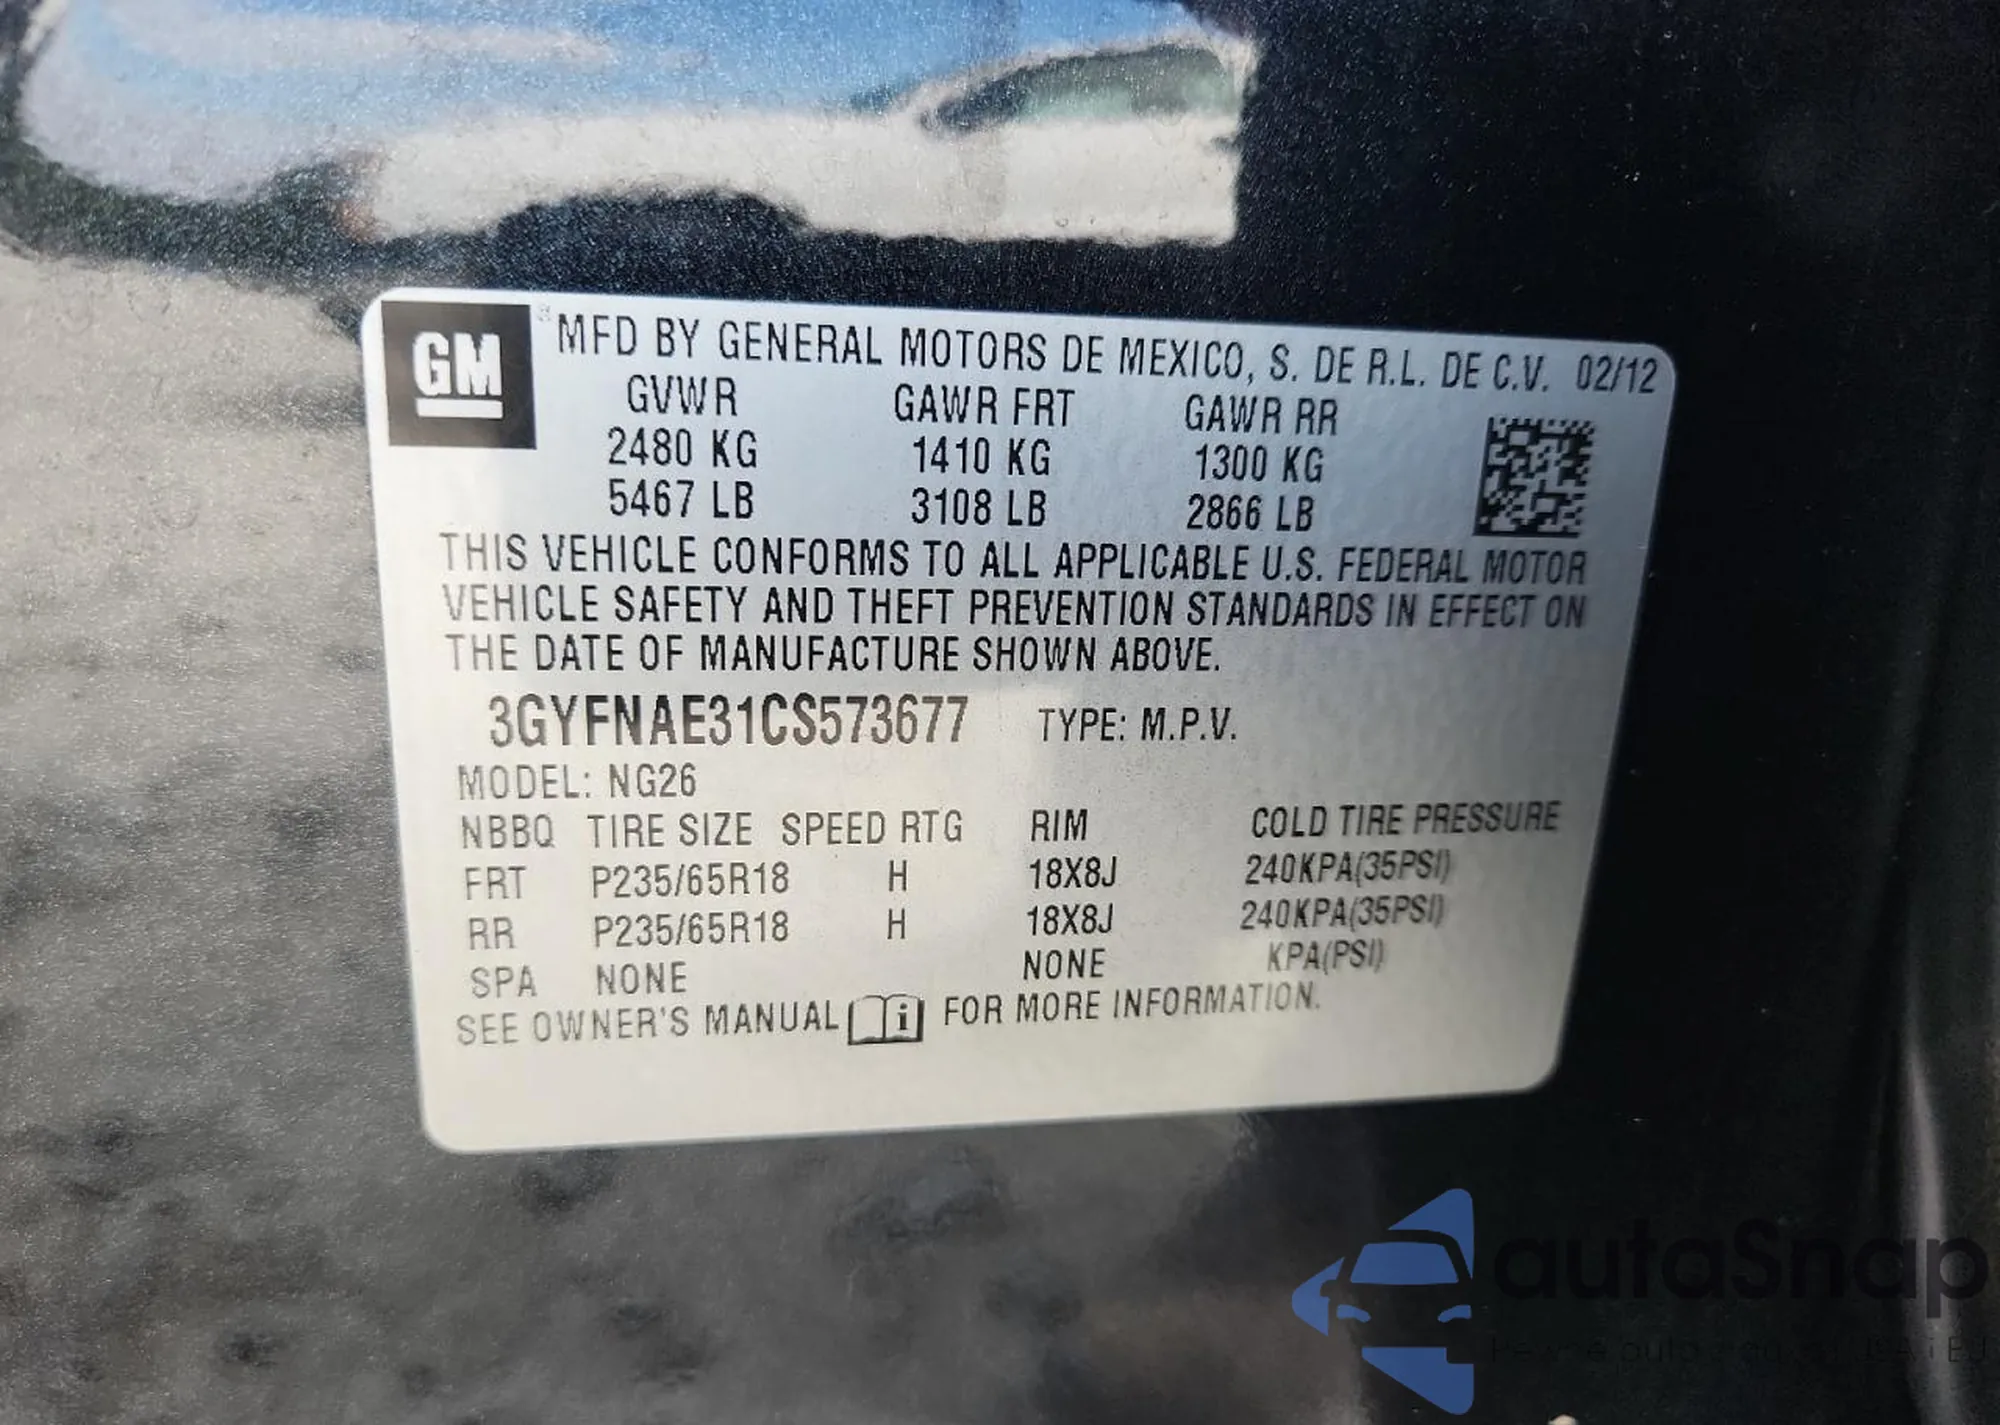 GM
® MFD BY GENERAL MOTORS DE MEXICO, S. DE R.L. DE C.V. 02/12
GVWR GAWR FRT GAWR RR
2480 KG 1410 KG 1300 KG
5467 LB 3108 LB 2866 LB
THIS VEHICLE CONFORMS TO ALL APPLICABLE U.S. FEDERAL MOTOR
VEHICLE SAFETY AND THEFT PREVENTION STANDARDS IN EFFECT ON
THE DATE OF MANUFACTURE SHOWN ABOVE.
3GYFNAE31CS573677 TYPE: M.P.V.
MODEL: NG26
NBBQ TIRE SIZE SPEED RTG RIM COLD TIRE PRESSURE
FRT P235/65R18 H 18X8J 240KPA(35PSI)
RR P235/65R18 H 18X8J 240KPA(35PSI)
SPA NONE NONE KPA(PSI)
SEE OWNER'S MANUAL i FOR MORE INFORMATION.
autoSnap